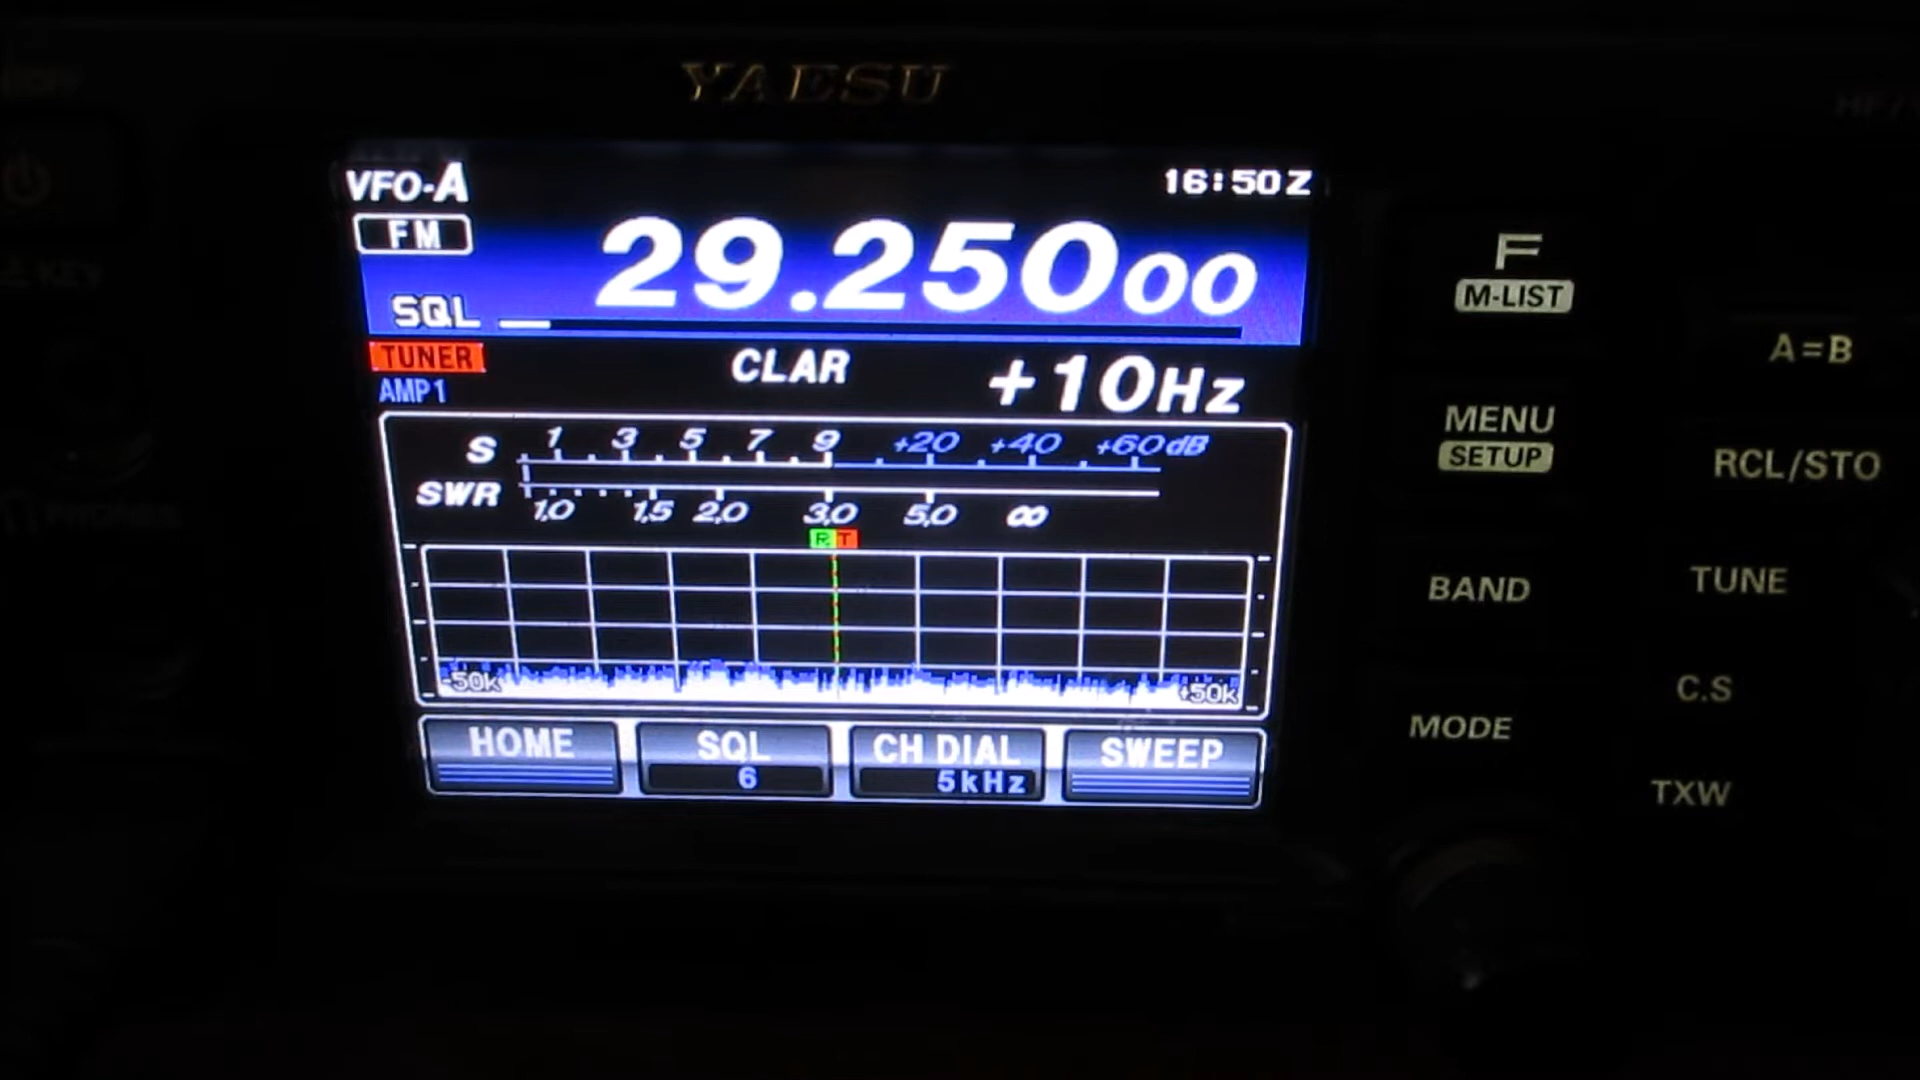 YAESU
VFO-A
16:50Z
FM
29.25000
SQL
TUNER
CLAR
+10Hz
AMP1
S 1 3 5 7 9 +20 +40 +60dB
SWR
1.0 1.5 2.0 3.0 5.0 ∞
R T
-50k
+50k
HOME
SQL
6
CH DIAL
5kHz
SWEEP
F
M-LIST
A=B
MENU
SETUP
RCL/STO
BAND
TUNE
C.S
MODE
TXW